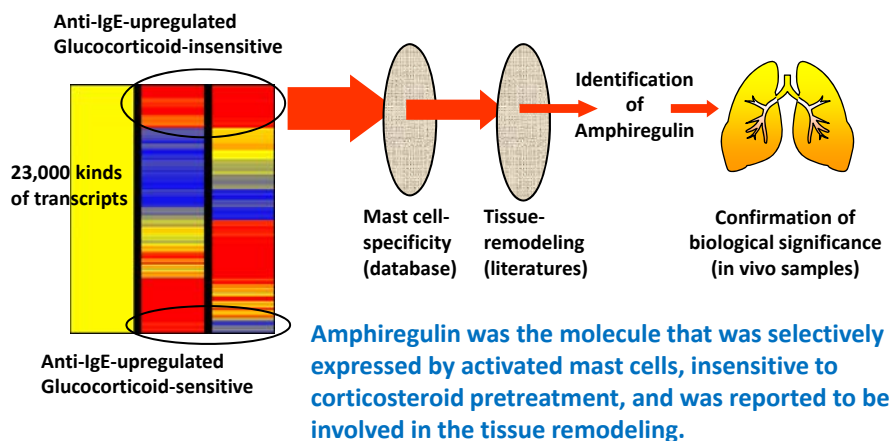 Anti-IgE-upregulated
Glucocorticoid-insensitive
23,000 kinds
of transcripts
Anti-IgE-upregulated
Glucocorticoid-sensitive
Mast cell-
specificity
(database)
Tissue-
remodeling
(literatures)
Identification
of
Amphiregulin
Confirmation of
biological significance
(in vivo samples)
Amphiregulin was the molecule that was selectively
expressed by activated mast cells, insensitive to
corticosteroid pretreatment, and was reported to be
involved in the tissue remodeling.